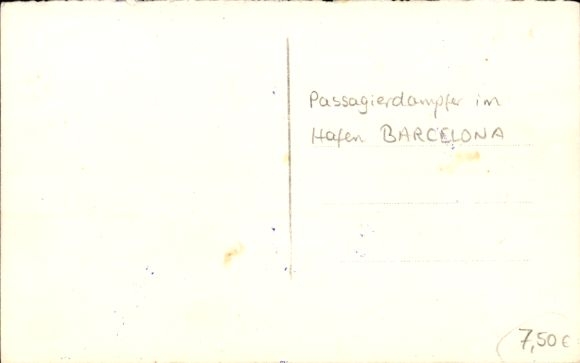 Passagierdampfer im
Hafen BARCELONA
7,50 €